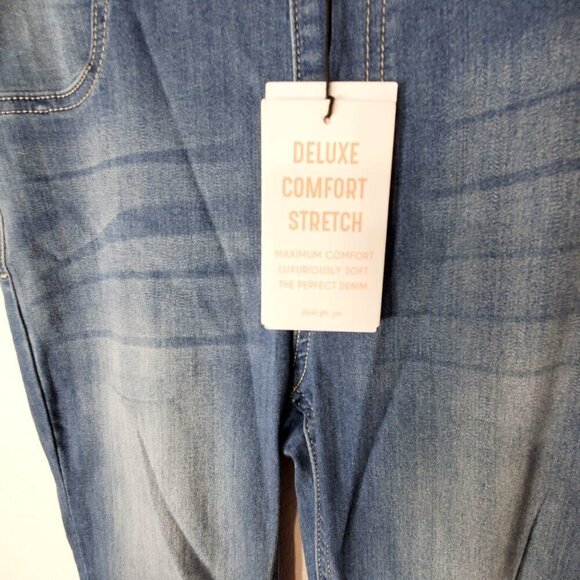 DELUXE
COMFORT
STRETCH
MAXIMUM COMFORT
LUXURIOUSLY SOFT
THE PERFECT DENIM